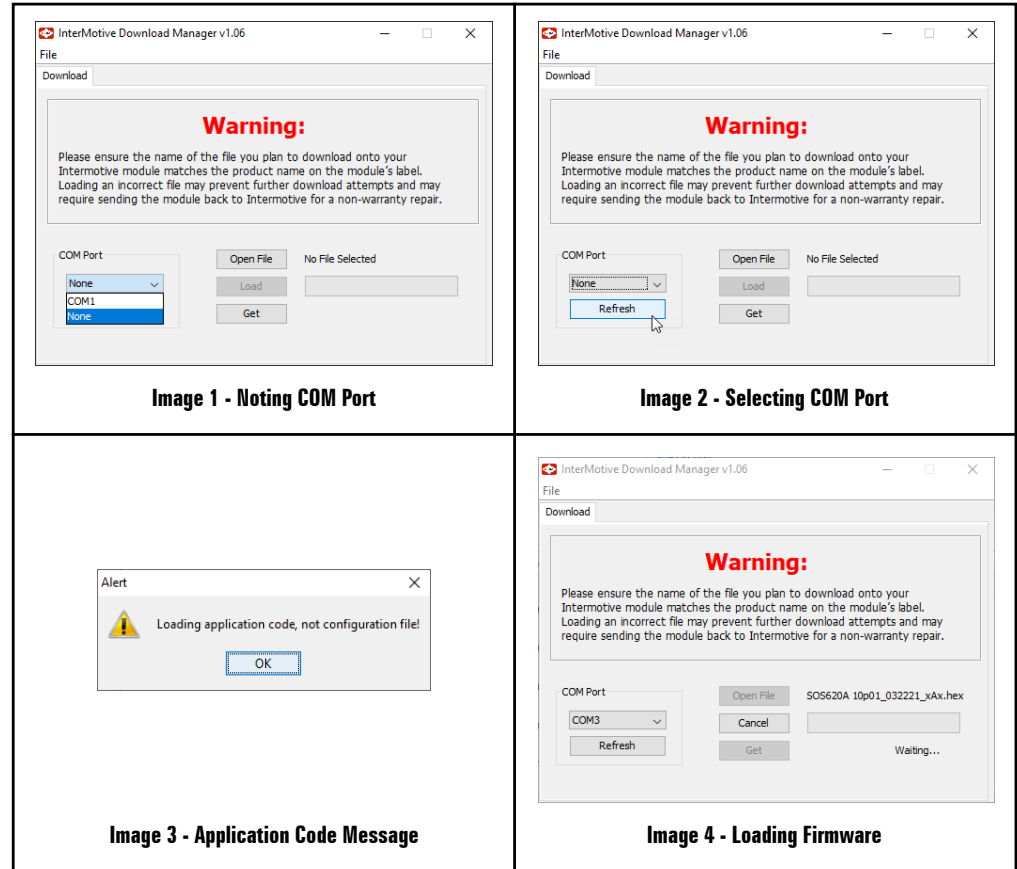 InterMotive Download Manager v1.06
File
Download
Warning:
Please ensure the name of the file you plan to download onto your
Intermotive module matches the product name on the module's label.
Loading an incorrect file may prevent further download attempts and may
require sending the module back to Intermotive for a non-warranty repair.
COM Port
Open File No File Selected
None
Load
COM1
None
Get
Image 1 - Noting COM Port
InterMotive Download Manager v1.06
File
Download
Warning:
Please ensure the name of the file you plan to download onto your
Intermotive module matches the product name on the module's label.
Loading an incorrect file may prevent further download attempts and may
require sending the module back to Intermotive for a non-warranty repair.
COM Port
Open File No File Selected
None
Load
Refresh
Get
Image 2 - Selecting COM Port
Alert
Loading application code, not configuration file!
OK
Image 3 - Application Code Message
InterMotive Download Manager v1.06
File
Download
Warning:
Please ensure the name of the file you plan to download onto your
Intermotive module matches the product name on the module's label.
Loading an incorrect file may prevent further download attempts and may
require sending the module back to Intermotive for a non-warranty repair.
COM Port
Open File SOS620A 10p01_032221_xAx.hex
COM3
Cancel
Refresh
Get Waiting...
Image 4 - Loading Firmware